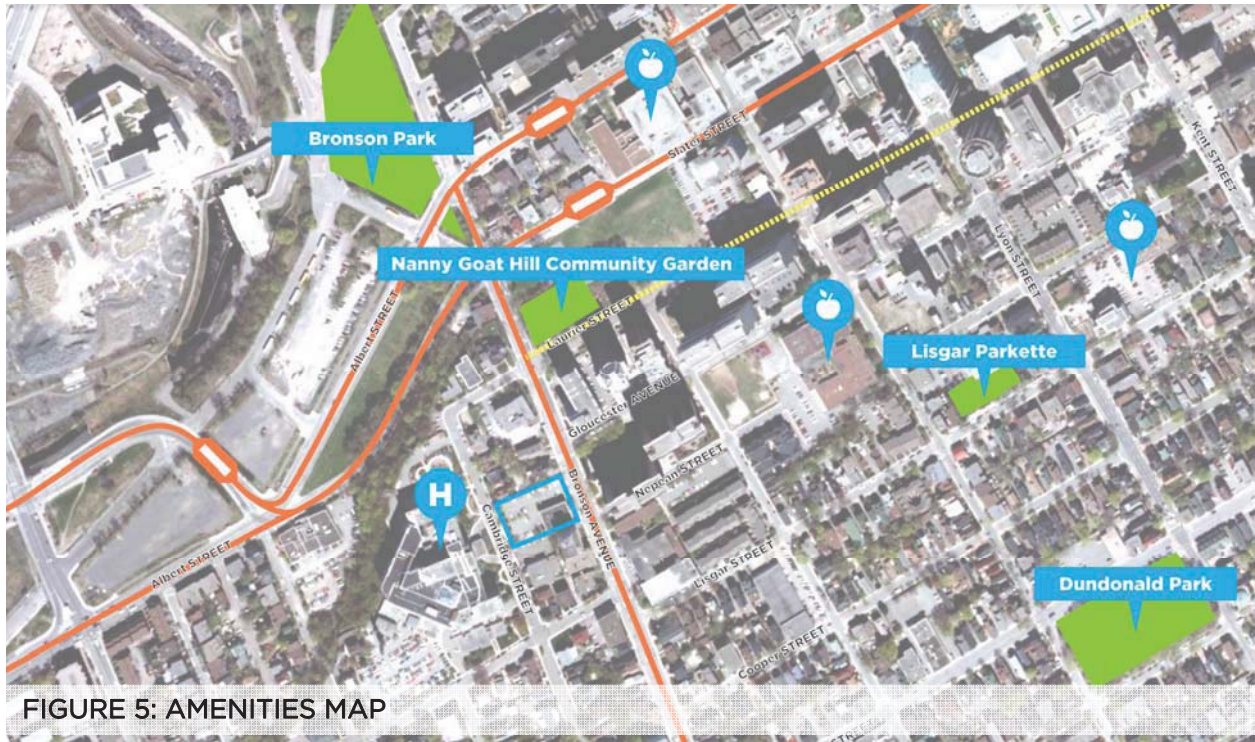 Bronson Park
Slater STREET
Kent STREET
Nanny Goat Hill Community Garden
Lyon STREET
Albert STREET
Laurier STREET
Lisgar Parkette
Gloucester AVENUE
H
Nepean STREET
Bronson AVENUE
Cambridge STREET
Albert STREET
Lisgar STREET
Dundonald Park
Cooper STREET
STREET
FIGURE 5: AMENITIES MAP